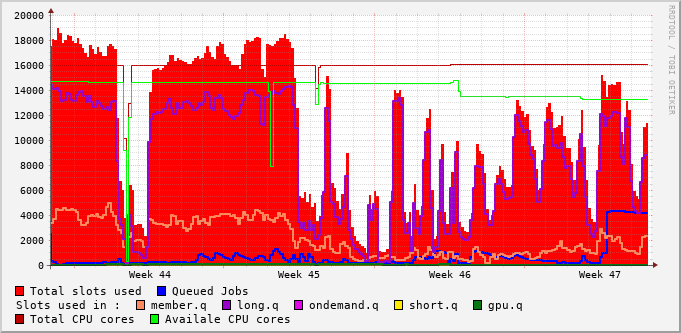 20000
18000
16000
14000
12000
10000
8000
6000
4000
2000
0
Week 44 Week 45 Week 46 Week 47
RRDTOOL / TOBI OETIKER
Total slots used Queued Jobs
Slots used in : member.q long.q ondemand.q short.q gpu.q
Total CPU cores Availale CPU cores